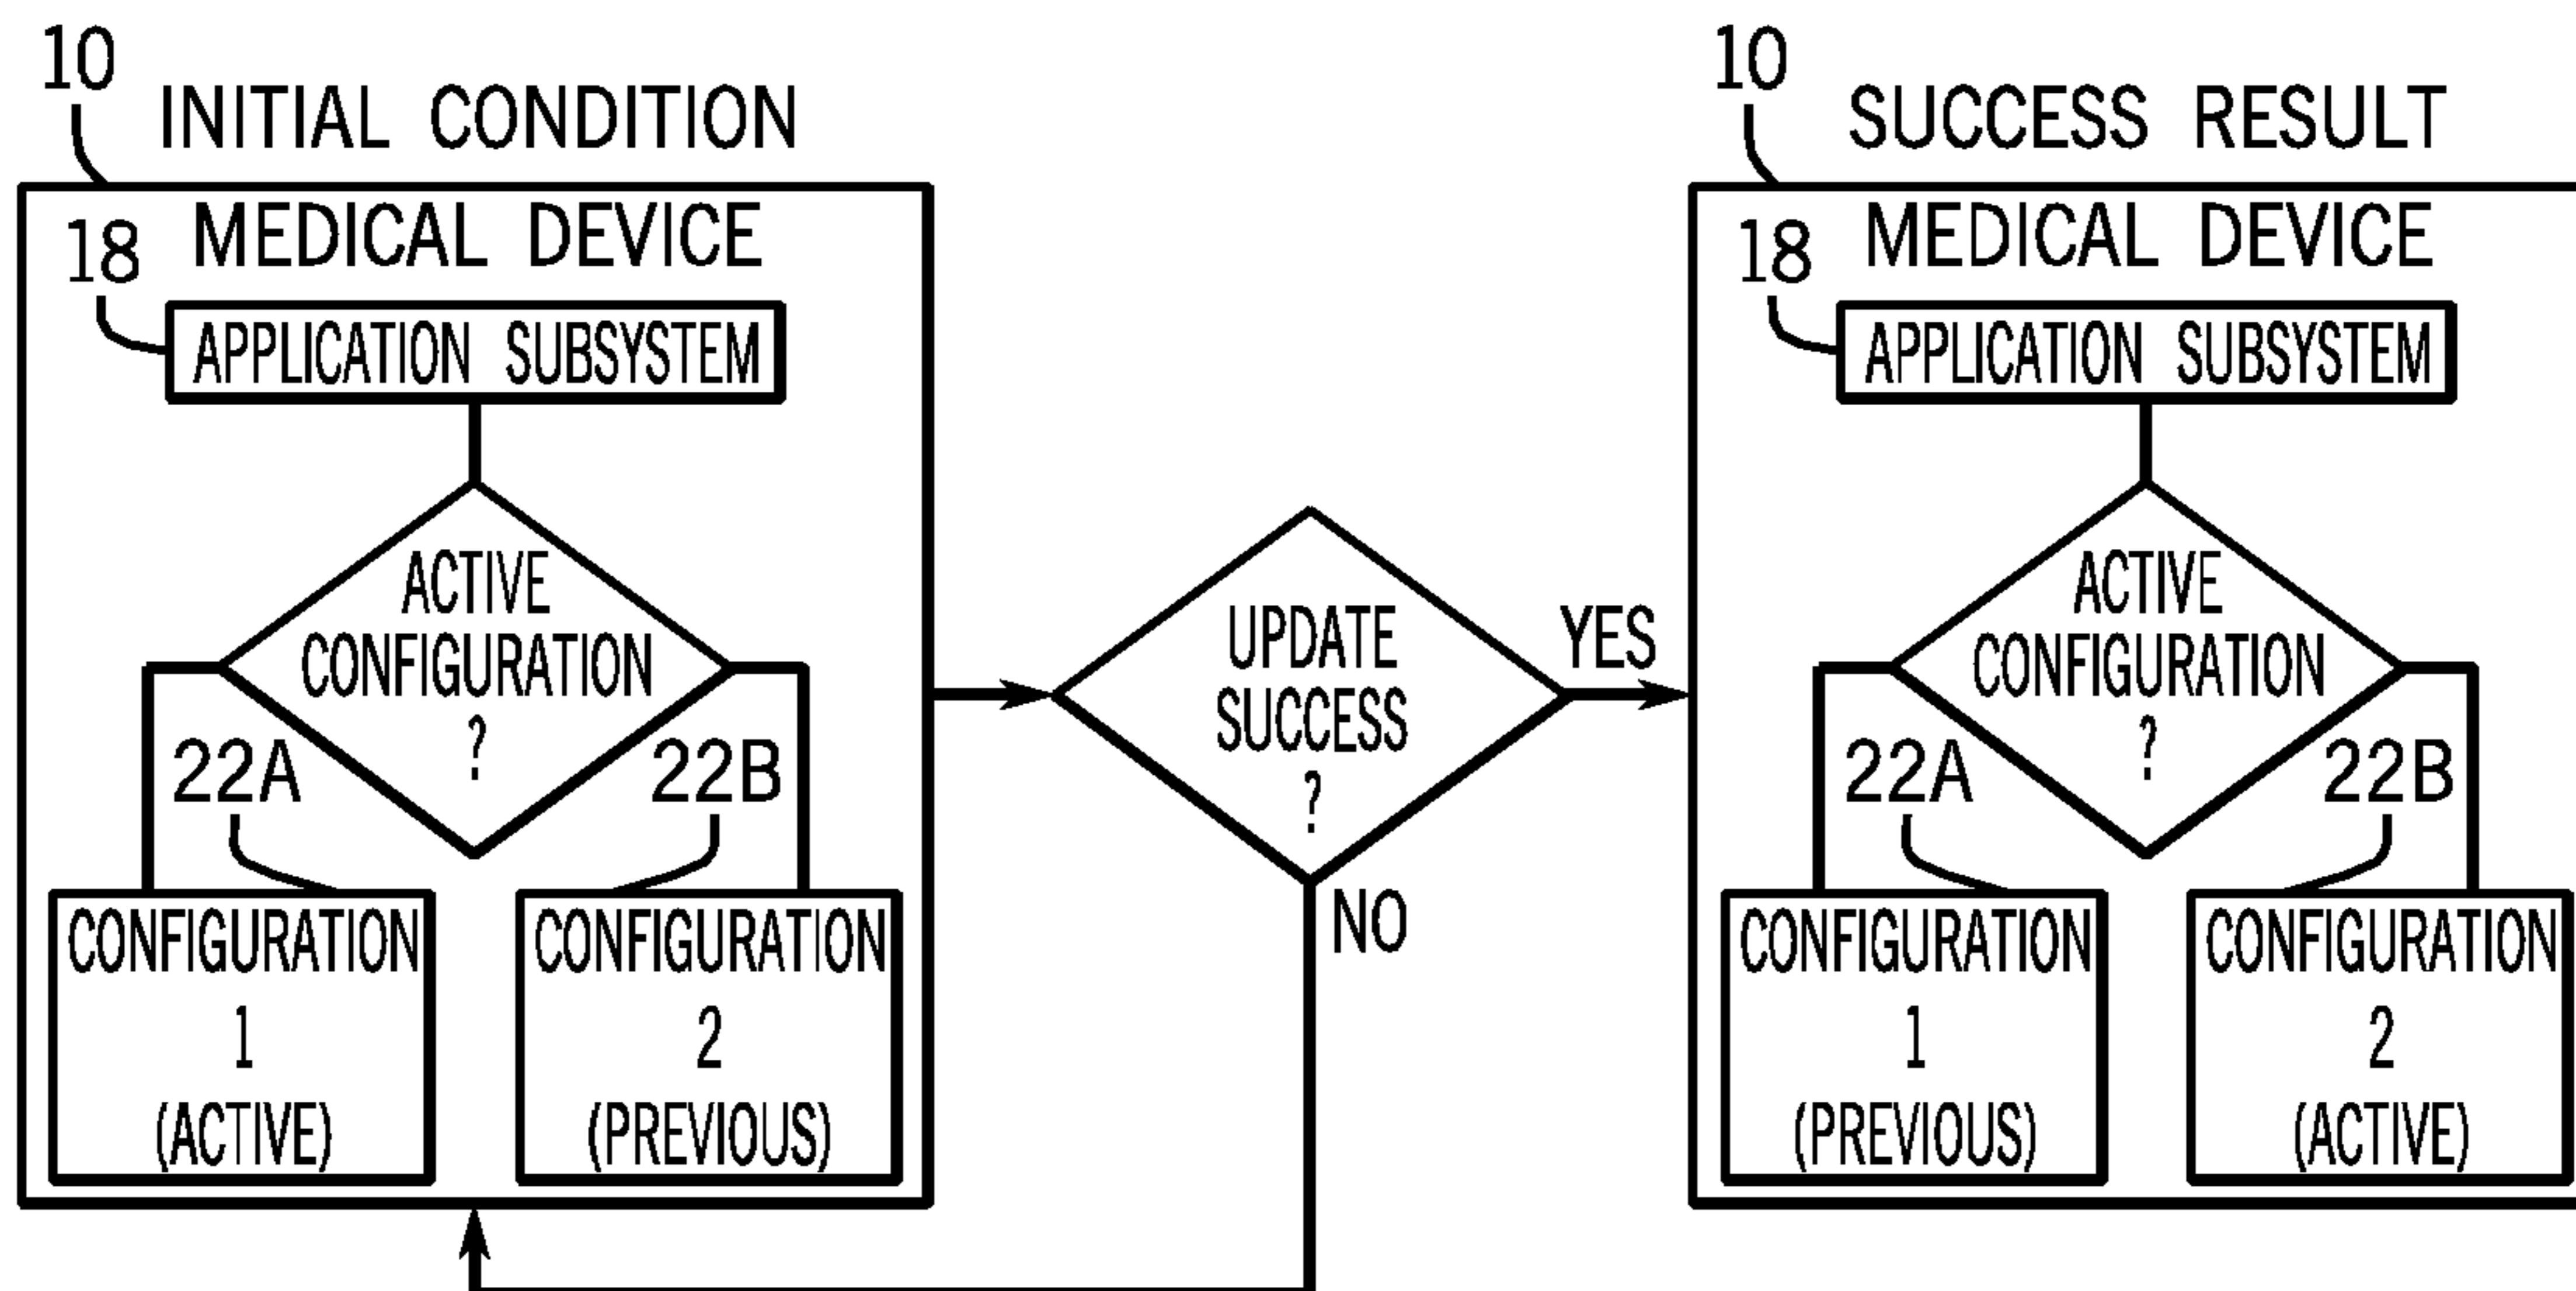 10
INITIAL CONDITION
MEDICAL DEVICE
18
APPLICATION SUBSYSTEM
ACTIVE
CONFIGURATION
?
22A
22B
CONFIGURATION
1
(ACTIVE)
CONFIGURATION
2
(PREVIOUS)
UPDATE
SUCCESS
?
YES
NO
10
SUCCESS RESULT
MEDICAL DEVICE
18
APPLICATION SUBSYSTEM
ACTIVE
CONFIGURATION
?
22A
22B
CONFIGURATION
1
(PREVIOUS)
CONFIGURATION
2
(ACTIVE)